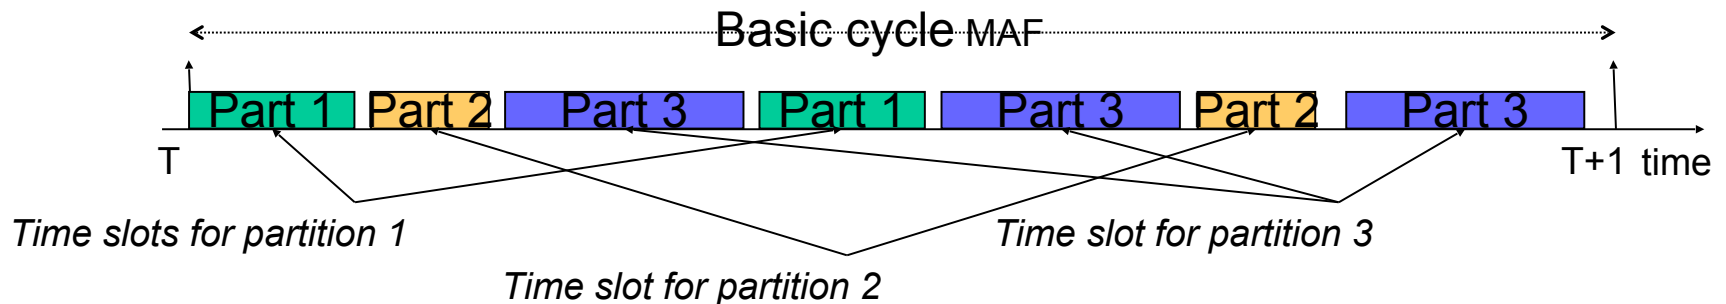 Basic cycle MAF
Part 1 Part 2 Part 3 Part 1 Part 3 Part 2 Part 3
T T+1 time
Time slots for partition 1 Time slot for partition 3
Time slot for partition 2